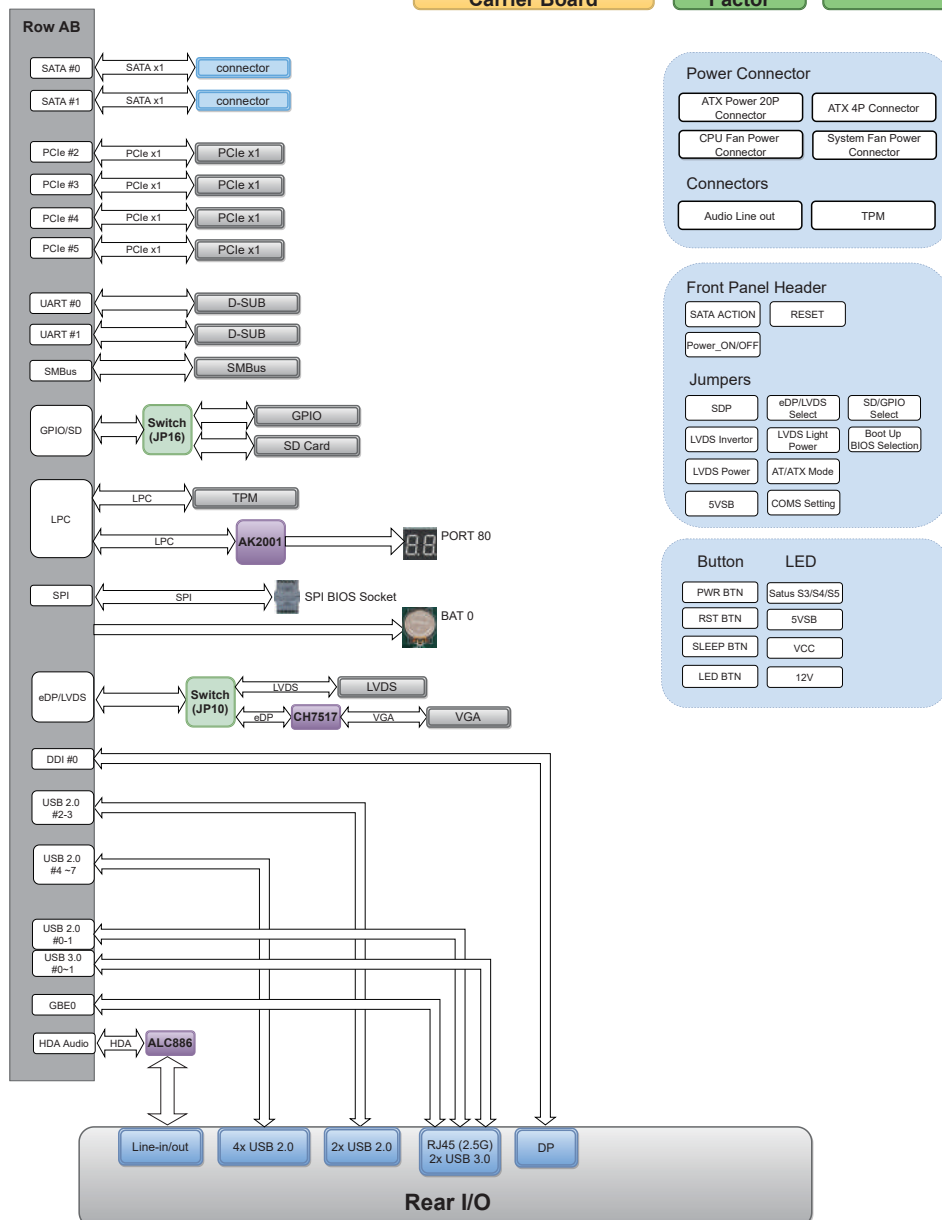 Carrier Board
Factor
Row AB
SATA #0
SATA x1
connector
SATA #1
SATA x1
connector
PCIe #2
PCIe x1
PCIe x1
PCIe #3
PCIe x1
PCIe x1
PCIe #4
PCIe x1
PCIe x1
PCIe #5
PCIe x1
PCIe x1
UART #0
D-SUB
UART #1
D-SUB
SMBus
SMBus
GPIO/SD
Switch
(JP16)
GPIO
SD Card
LPC
LPC
TPM
LPC
AK2001
PORT 80
SPI
SPI
SPI BIOS Socket
BAT 0
eDP/LVDS
Switch
(JP10)
LVDS
LVDS
eDP
CH7517
VGA
VGA
DDI #0
USB 2.0
#2-3
USB 2.0
#4 ~7
USB 2.0
#0-1
USB 3.0
#0~1
GBE0
HDA Audio
HDA
ALC886
Line-in/out
4x USB 2.0
2x USB 2.0
RJ45 (2.5G)
2x USB 3.0
DP
Rear I/O
Power Connector
ATX Power 20P
Connector
ATX 4P Connector
CPU Fan Power
Connector
System Fan Power
Connector
Connectors
Audio Line out
TPM
Front Panel Header
SATA ACTION
RESET
Power_ON/OFF
Jumpers
SDP
eDP/LVDS
Select
SD/GPIO
Select
LVDS Invertor
LVDS Light
Power
Boot Up
BIOS Selection
LVDS Power
AT/ATX Mode
5VSB
COMS Setting
Button
LED
PWR BTN
Satus S3/S4/S5
RST BTN
5VSB
SLEEP BTN
VCC
LED BTN
12V